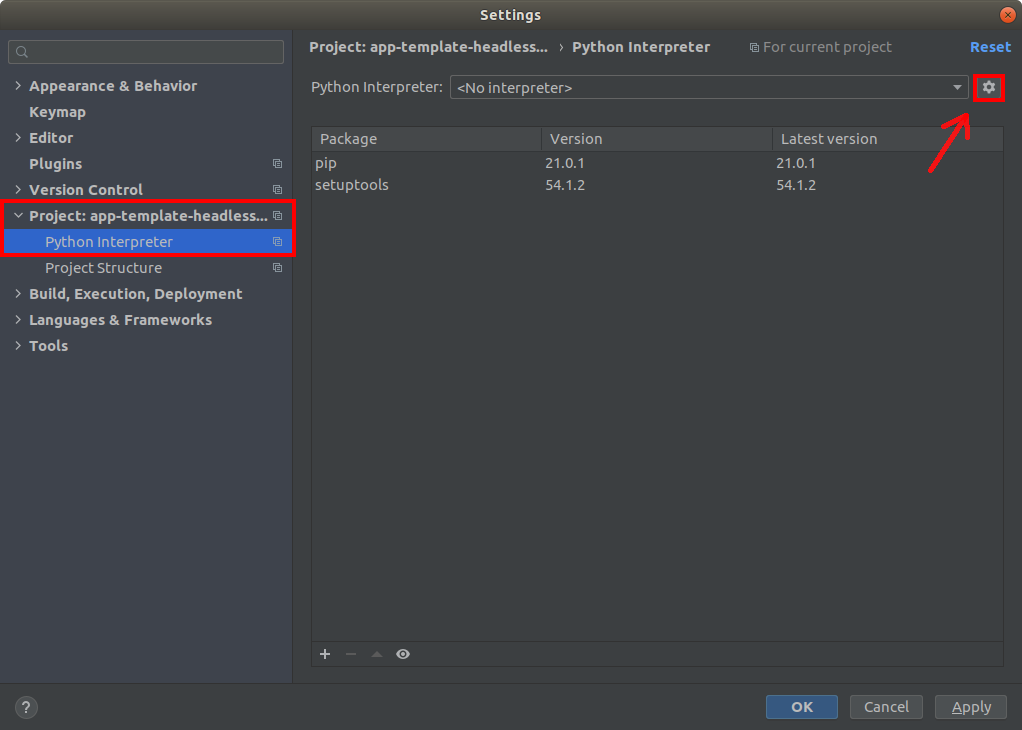 Settings
Project: app-template-headless... › Python Interpreter For current project Reset
Python Interpreter: <No interpreter>
Appearance & Behavior
Keymap
Editor
Plugins
Version Control
Project: app-template-headless...
Python Interpreter
Project Structure
Build, Execution, Deployment
Languages & Frameworks
Tools
Package Version Latest version
pip 21.0.1 21.0.1
setuptools 54.1.2 54.1.2
? OK Cancel Apply